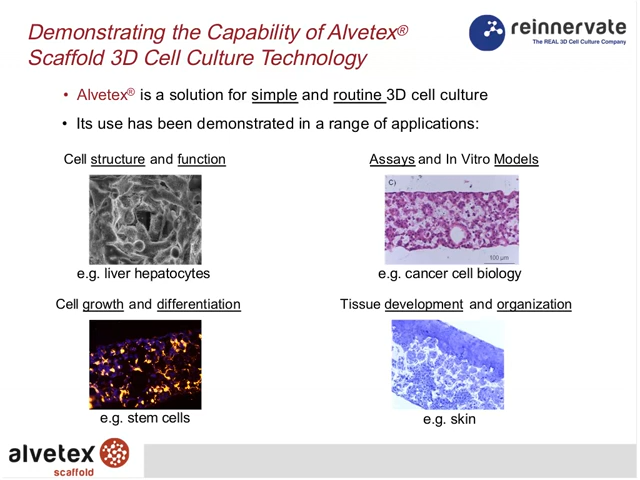 Demonstrating the Capability of Alvetex®
Scaffold 3D Cell Culture Technology
reinnervate
The REAL 3D Cell Culture Company
• Alvetex® is a solution for simple and routine 3D cell culture
• Its use has been demonstrated in a range of applications:
Cell structure and function
Assays and In Vitro Models
C)
100 µm
e.g. liver hepatocytes
e.g. cancer cell biology
Cell growth and differentiation
Tissue development and organization
e.g. stem cells
e.g. skin
alvetex
scaffold